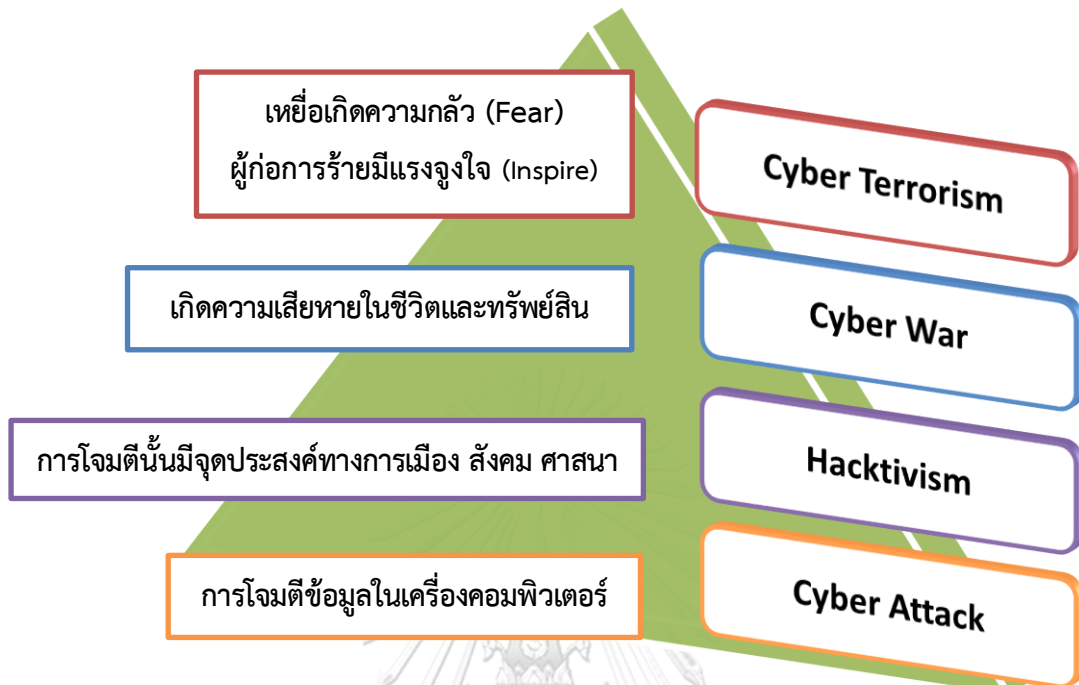 เหยื่อเกิดความกลัว (Fear)
ผู้ก่อการร้ายมีแรงจูงใจ (Inspire)
Cyber Terrorism
เกิดความเสียหายในชีวิตและทรัพย์สิน
Cyber War
การโจมตีนั้นมีจุดประสงค์ทางการเมือง สังคม ศาสนา
Hacktivism
การโจมตีข้อมูลในเครื่องคอมพิวเตอร์
Cyber Attack